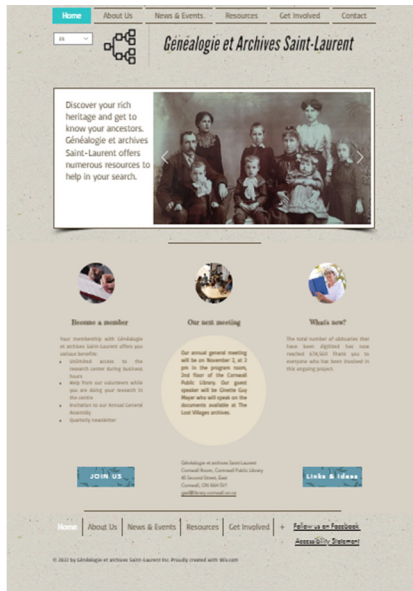 Home About Us News & Events Resources Get Involved Contact
Généalogie et Archives Saint-Laurent
Discover your rich
heritage and get to
know your ancestors.
Généalogie et archives
Saint-Laurent offers
numerous resources to
help in your search.
Become a member
Your membership with Généalogie
et archives Saint-Laurent offers you
various benefits:
Unlimited access to the
research center during business
hours
Help from our volunteers while
you are doing your research in
the centre
Invitation to our Annual General
Assembly
Quarterly newsletter
JOIN US
Our next meeting
Our annual general meeting
will be on November 2, at 2
pm in the program room,
2nd floor of the Cornwall
Public Library. Our guest
speaker will be Ginette Guy
Mayer who will speak on the
documents available at The
Lost Villages archives.
Généalogie et archives Saint-Laurent
Cornwall Room, Cornwall Public Library
45 Second Street, East
Cornwall, ON
What's new?
The total number of obituaries that
have been digitized has now
reached Thank you to
everyone who has been involved in
this ongoing project.
Links & Ideas
Home About Us News & Events Resources Get Involved +
Follow us on Facebook
Accessibility Statement
© 2022 by Généalogie et archives Saint-Laurent Inc. Proudly created with Wix.com